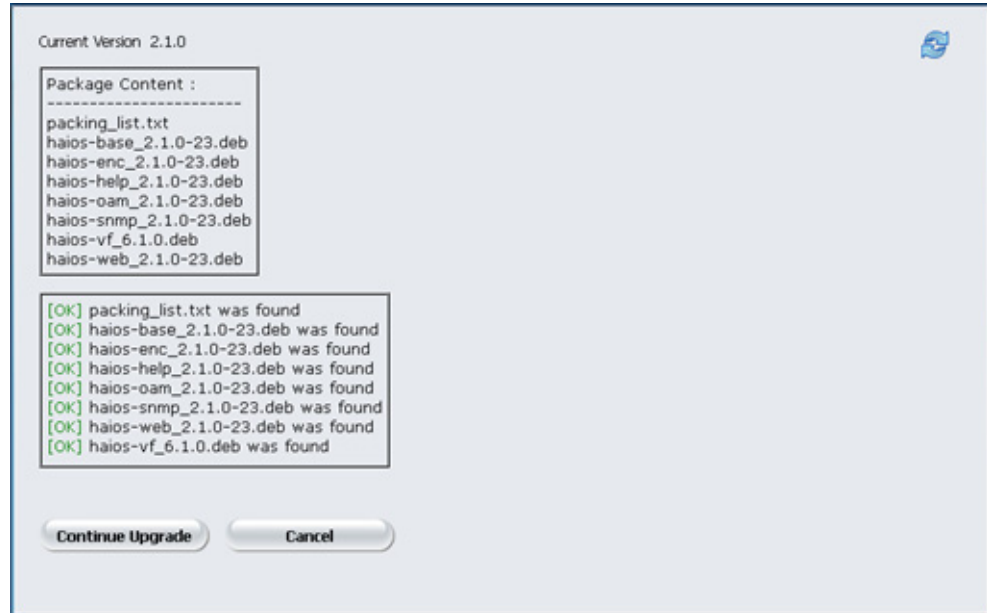 Current Version 2.1.0
Package Content :
-----------------------
packing_list.txt
haios-base_2.1.0-23.deb
haios-enc_2.1.0-23.deb
haios-help_2.1.0-23.deb
haios-oam_2.1.0-23.deb
haios-snmp_2.1.0-23.deb
haios-vf_6.1.0.deb
haios-web_2.1.0-23.deb
[OK] packing_list.txt was found
[OK] haios-base_2.1.0-23.deb was found
[OK] haios-enc_2.1.0-23.deb was found
[OK] haios-help_2.1.0-23.deb was found
[OK] haios-oam_2.1.0-23.deb was found
[OK] haios-snmp_2.1.0-23.deb was found
[OK] haios-web_2.1.0-23.deb was found
[OK] haios-vf_6.1.0.deb was found
Continue Upgrade Cancel